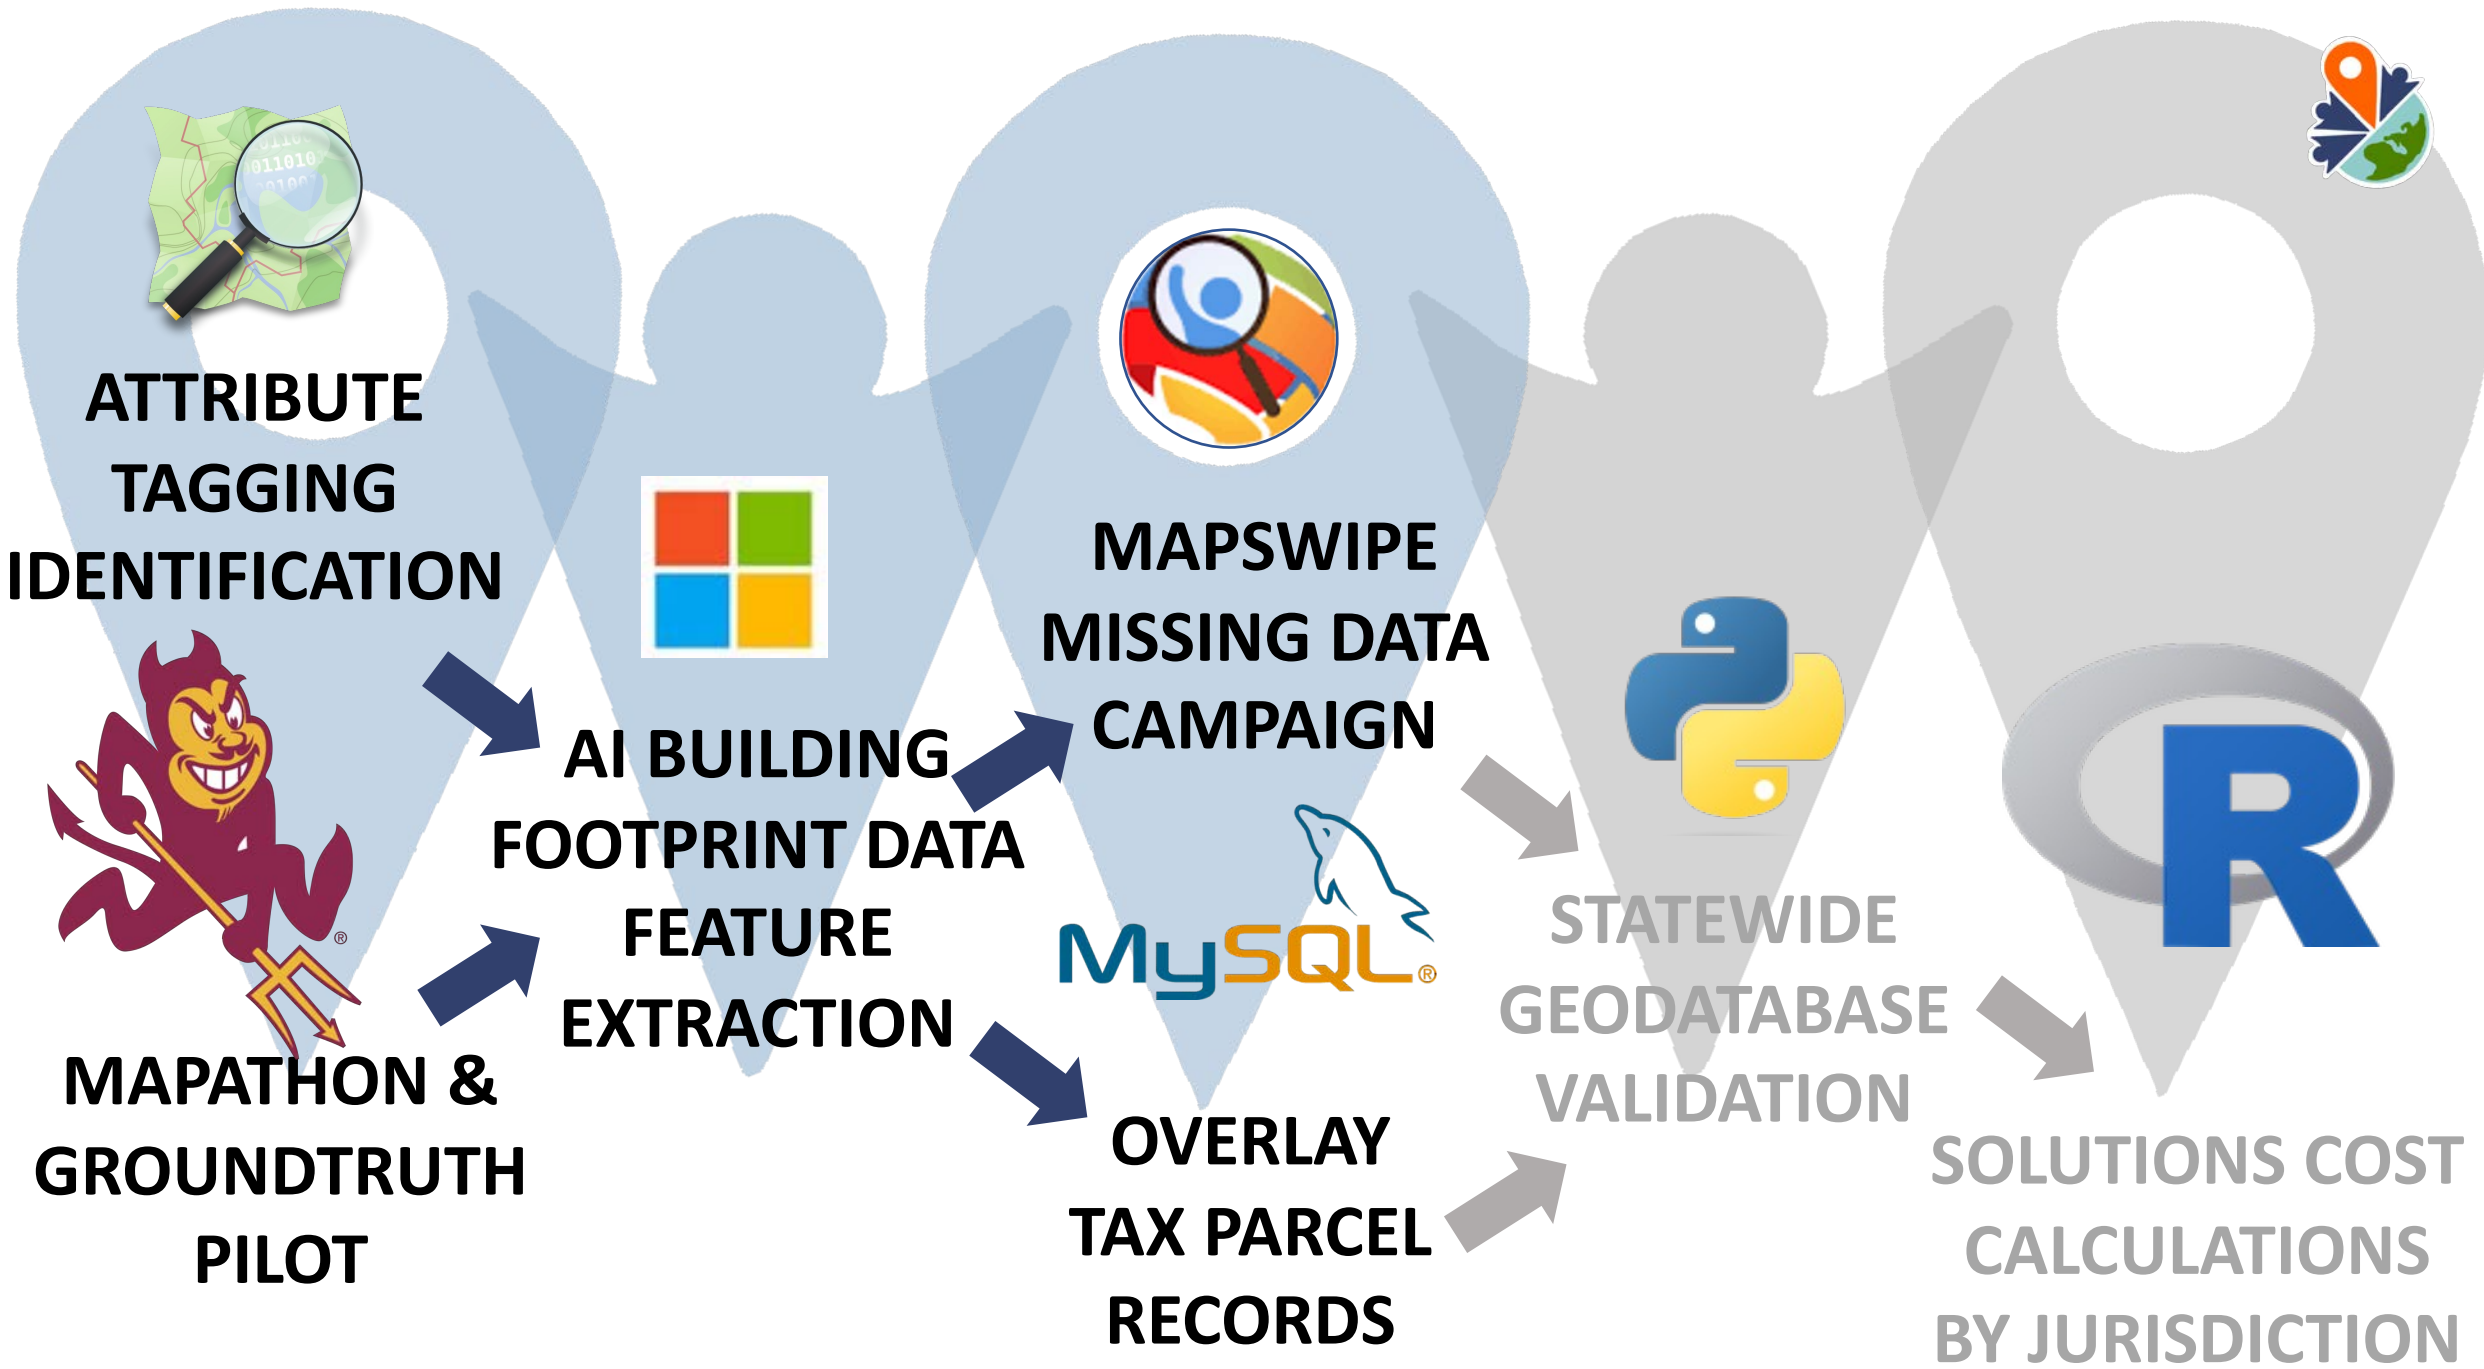 ATTRIBUTE
TAGGING
IDENTIFICATION
MAPATHON &
GROUNDTRUTH
PILOT
AI BUILDING
FOOTPRINT DATA
FEATURE
EXTRACTION
MAPSWIPE
MISSING DATA
CAMPAIGN
MySQL®
OVERLAY
TAX PARCEL
RECORDS
STATEWIDE
GEODATABASE
VALIDATION
R
SOLUTIONS COST
CALCULATIONS
BY JURISDICTION
®